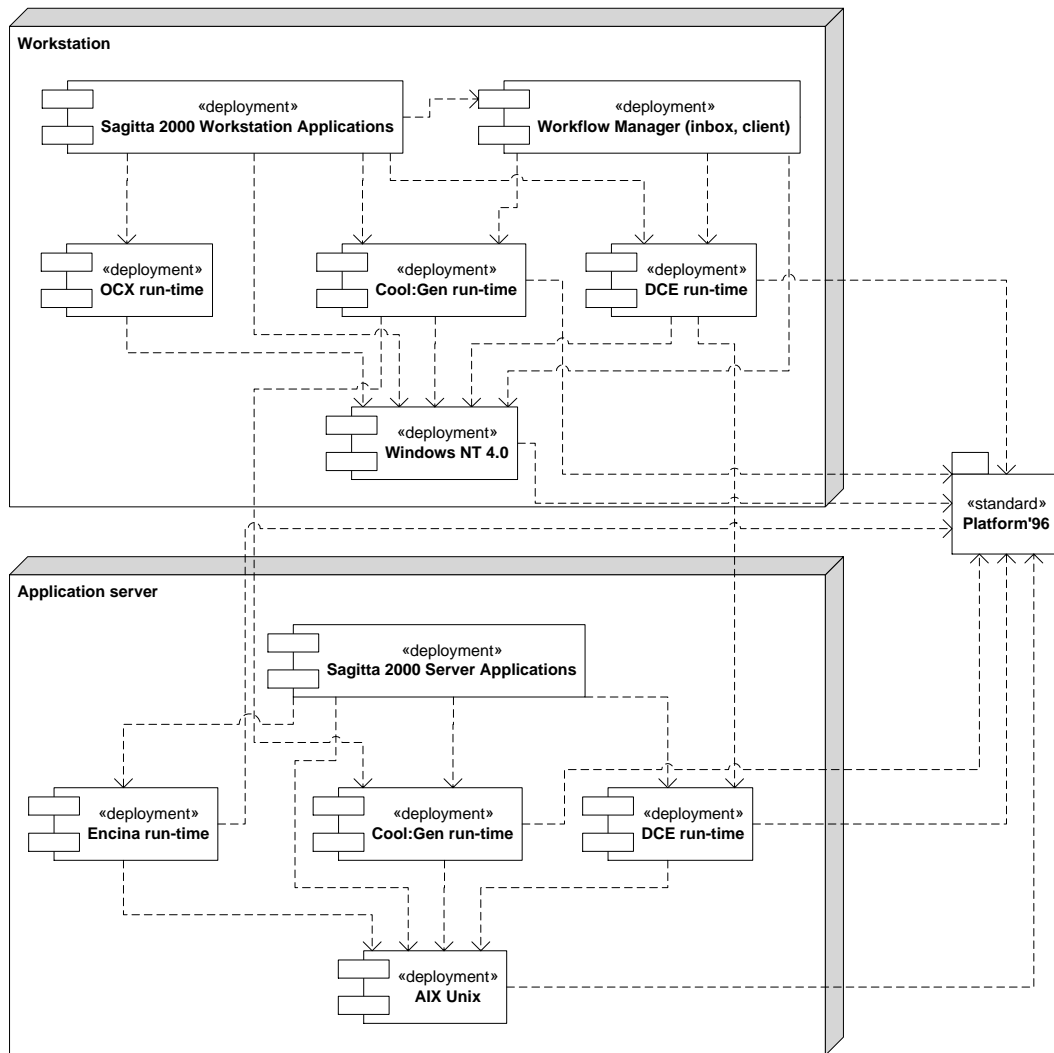 Workstation
«deployment»
Sagitta 2000 Workstation Applications
«deployment»
Workflow Manager (inbox, client)
«deployment»
OCX run-time
«deployment»
Cool:Gen run-time
«deployment»
DCE run-time
«deployment»
Windows NT 4.0
«standard»
Platform'96
Application server
«deployment»
Sagitta 2000 Server Applications
«deployment»
Encina run-time
«deployment»
Cool:Gen run-time
«deployment»
DCE run-time
«deployment»
AIX Unix